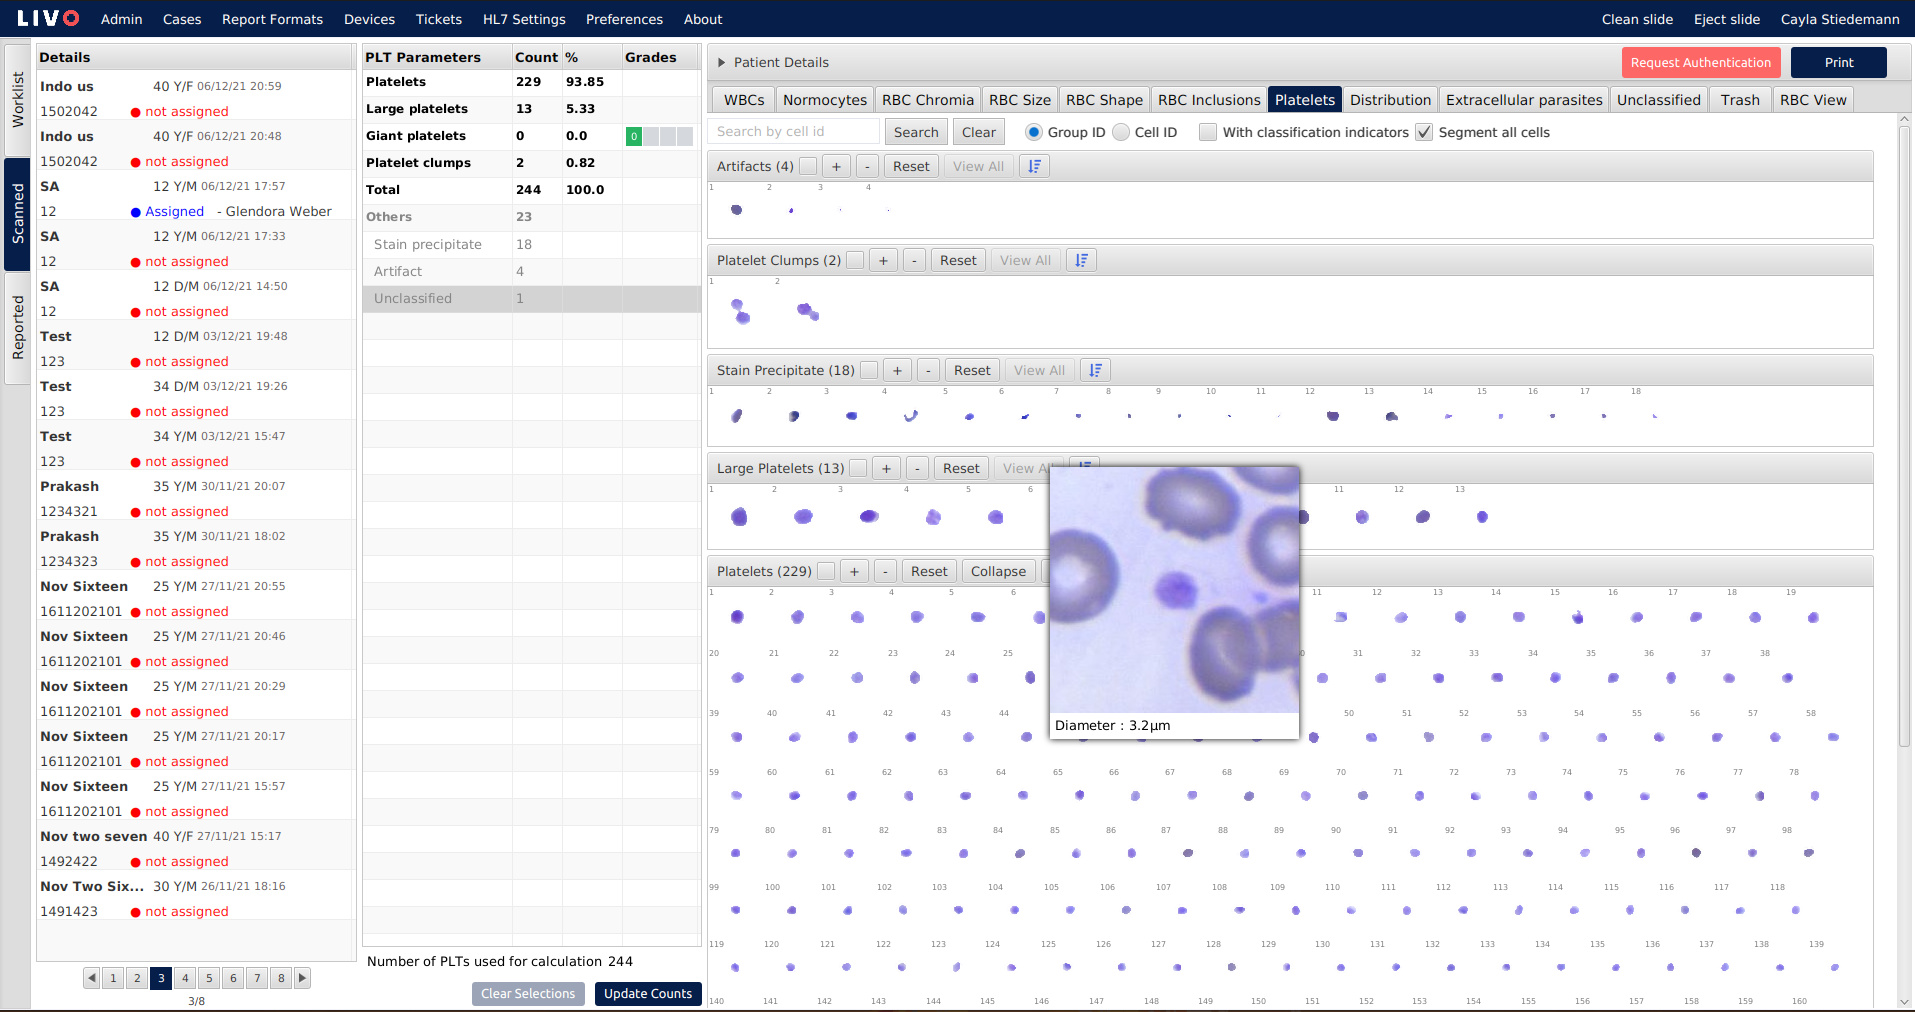 LIVO Admin Cases Report Formats Devices Tickets HL7 Settings Preferences About Clean slide Eject slide Cayla Stiedemann
Worklist
Scanned
Reported
Details
Indo us 40 Y/F 06/12/21 20:59
1502042 not assigned
Indo us 40 Y/F 06/12/21 20:48
1502042 not assigned
SA 12 Y/M 06/12/21 17:57
12 Assigned - Glendora Weber
SA 12 Y/M 06/12/21 17:33
12 not assigned
SA 12 D/M 06/12/21 14:50
12 not assigned
Test 12 D/M 03/12/21 19:48
123 not assigned
Test 34 D/M 03/12/21 19:26
123 not assigned
Test 34 Y/M 03/12/21 15:47
123 not assigned
Prakash 35 Y/M 30/11/21 20:07
1234321 not assigned
Prakash 35 Y/M 30/11/21 18:02
1234323 not assigned
Nov Sixteen 25 Y/M 27/11/21 20:55
1611202101 not assigned
Nov Sixteen 25 Y/M 27/11/21 20:46
1611202101 not assigned
Nov Sixteen 25 Y/M 27/11/21 20:29
1611202101 not assigned
Nov Sixteen 25 Y/M 27/11/21 20:17
1611202101 not assigned
Nov Sixteen 25 Y/M 27/11/21 15:57
1611202101 not assigned
Nov two seven 40 Y/F 27/11/21 15:17
1492422 not assigned
Nov Two Six... 30 Y/M 26/11/21 18:16
1491423 not assigned
1 2 3 4 5 6 7 8
3/8
PLT Parameters Count % Grades
Platelets 229 93.85
Large platelets 13 5.33
Giant platelets 0 0.0 0
Platelet clumps 2 0.82
Total 244 100.0
Others 23
Stain precipitate 18
Artifact 4
Unclassified 1
Number of PLTs used for calculation 244
Clear Selections Update Counts
Patient Details Request Authentication Print
WBCs Normocytes RBC Chromia RBC Size RBC Shape RBC Inclusions Platelets Distribution Extracellular parasites Unclassified Trash RBC View
Search by cell id Search Clear Group ID Cell ID With classification indicators Segment all cells
Artifacts (4) + - Reset View All
1 2 3 4
Platelet Clumps (2) + - Reset View All
1 2
Stain Precipitate (18) + - Reset View All
1 2 3 4 5 6 7 8 9 10 11 12 13 14 15 16 17 18
Large Platelets (13) + - Reset View A
1 2 3 4 5 6 11 12 13
Platelets (229) + - Reset Collapse
1 2 3 4 5 6 11 12 13 14 15 16 17 18 19
20 21 22 23 24 25 0 31 32 33 34 35 36 37 38
39 40 41 42 43 44 50 51 52 53 54 55 56 57 58
Diameter : 3.2µm
59 60 61 62 63 64 65 66 67 68 69 70 71 72 73 74 75 76 77 78
79 80 81 82 83 84 85 86 87 88 89 90 91 92 93 94 95 96 97 98
99 100 101 102 103 104 105 106 107 108 109 110 111 112 113 114 115 116 117 118
119 120 121 122 123 124 125 126 127 128 129 130 131 132 133 134 135 136 137 138 139
140 141 142 143 144 145 146 147 148 149 150 151 152 153 154 155 156 157 158 159 160